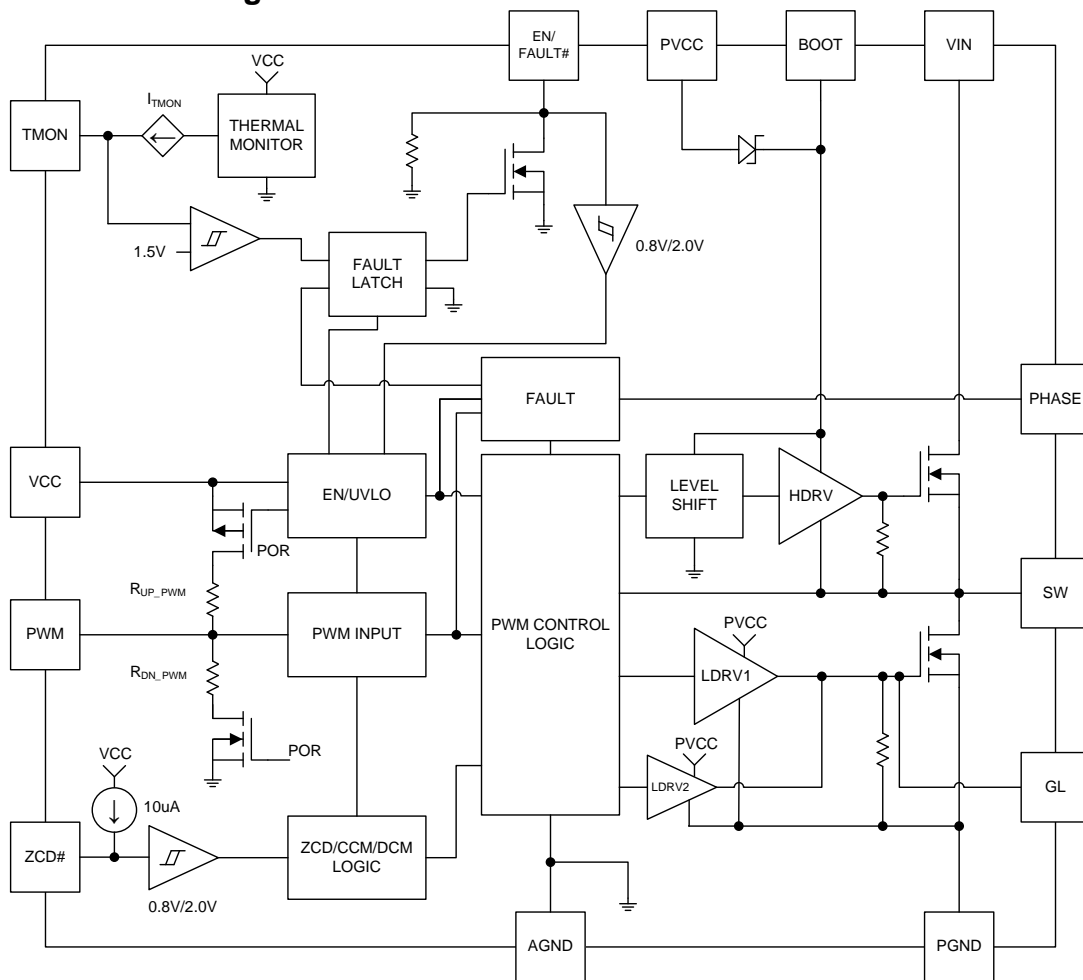 EN/
FAULT#
PVCC
BOOT
VIN
VCC
TMON
I_TMON
THERMAL
MONITOR
1.5V
FAULT
LATCH
0.8V/2.0V
FAULT
PHASE
VCC
EN/UVLO
LEVEL
SHIFT
HDRV
POR
R_UP_PWM
SW
PWM
PWM INPUT
PWM CONTROL
LOGIC
PVCC
LDRV1
R_DN_PWM
POR
VCC
PVCC
LDRV2
GL
10uA
ZCD#
ZCD/CCM/DCM
LOGIC
0.8V/2.0V
AGND
PGND